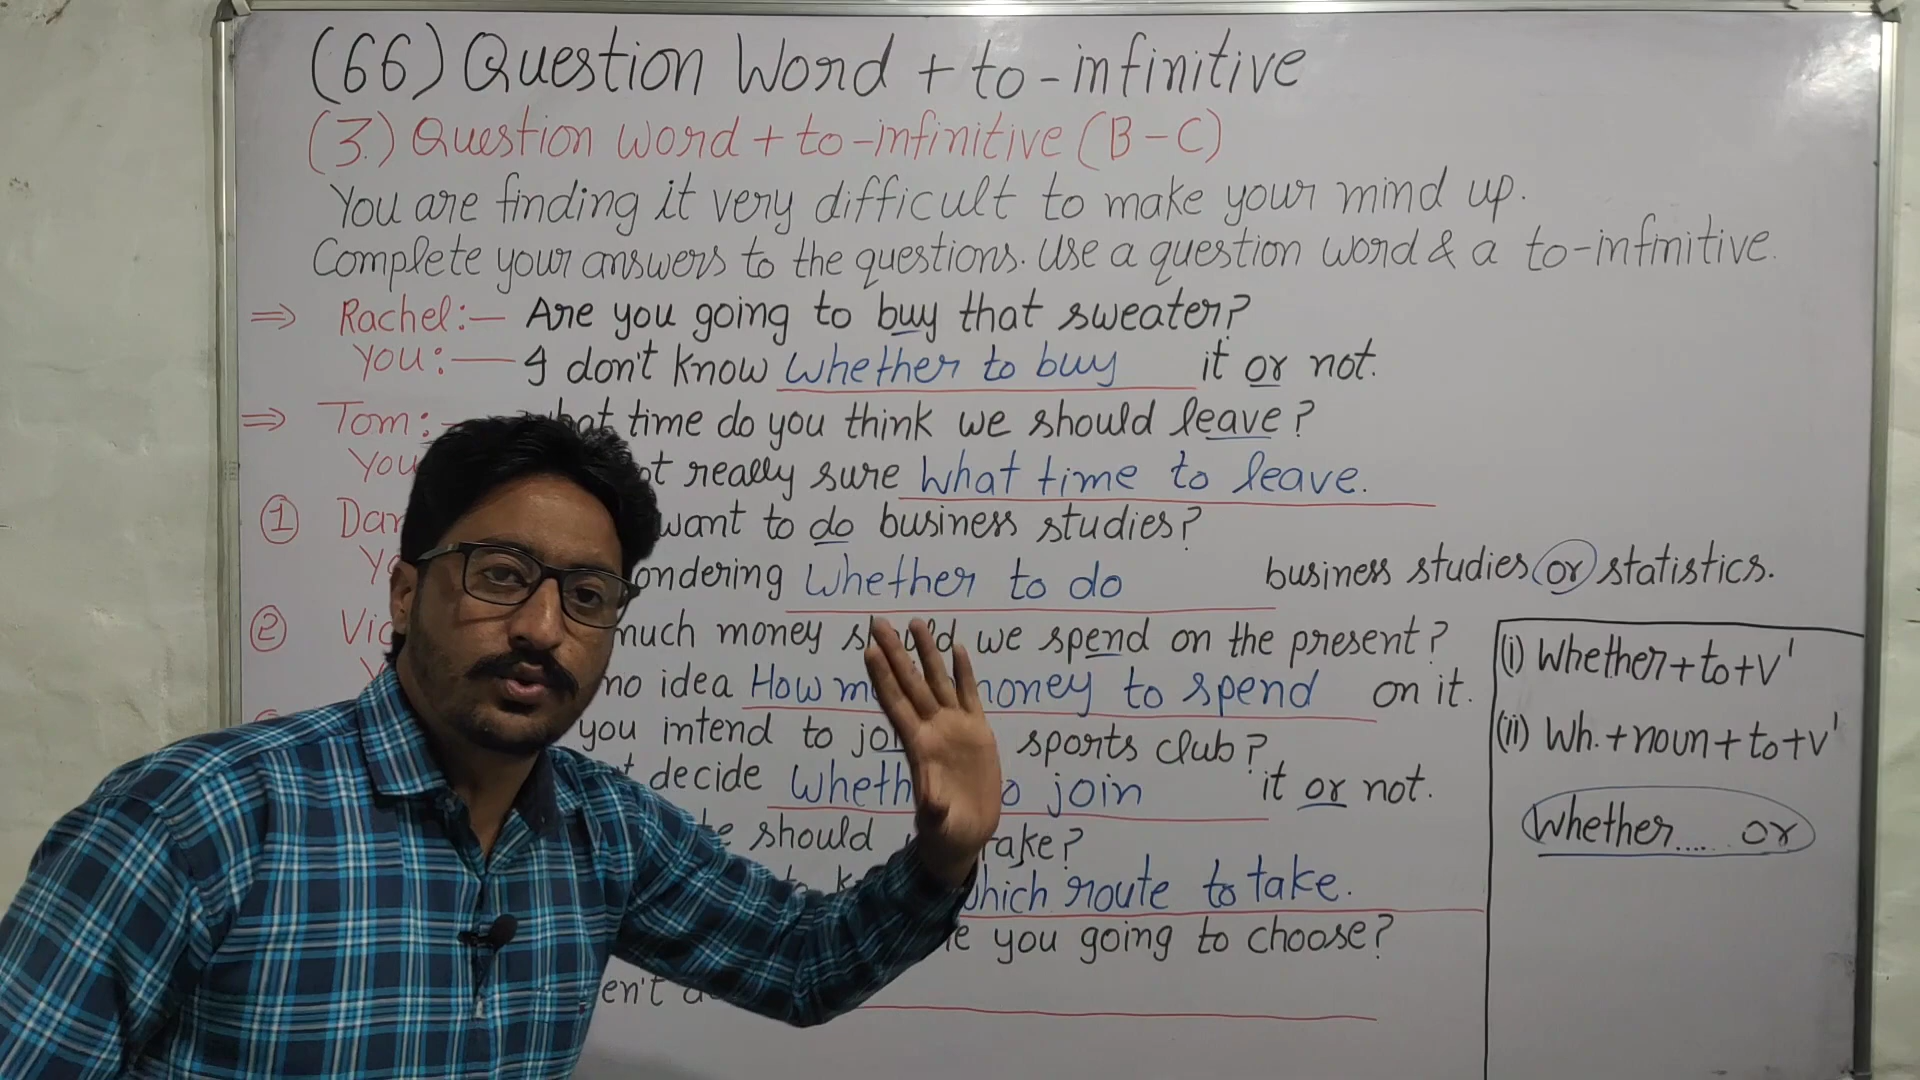 (66) Question Word + to-infinitive
(3.) Question word + to-infinitive (B-C)
You are finding it very difficult to make your mind up.
Complete your answers to the questions. Use a question word & a to-infinitive.
⇒ Rachel:— Are you going to buy that sweater?
You:— I don't know whether to buy it or not.
⇒ Tom:- time do you think we should leave?
You really sure what time to leave.
① want to do business studies?
whether to do business studies or statistics.
② much money should we spend on the present?
no idea How money to spend on it.
you intend to sports club?
decide to join it or not.
should take?
which route to take.
you going to choose?
(i) Whether+to+V¹
(ii) Wh.+noun+to+V¹
Whether..... or